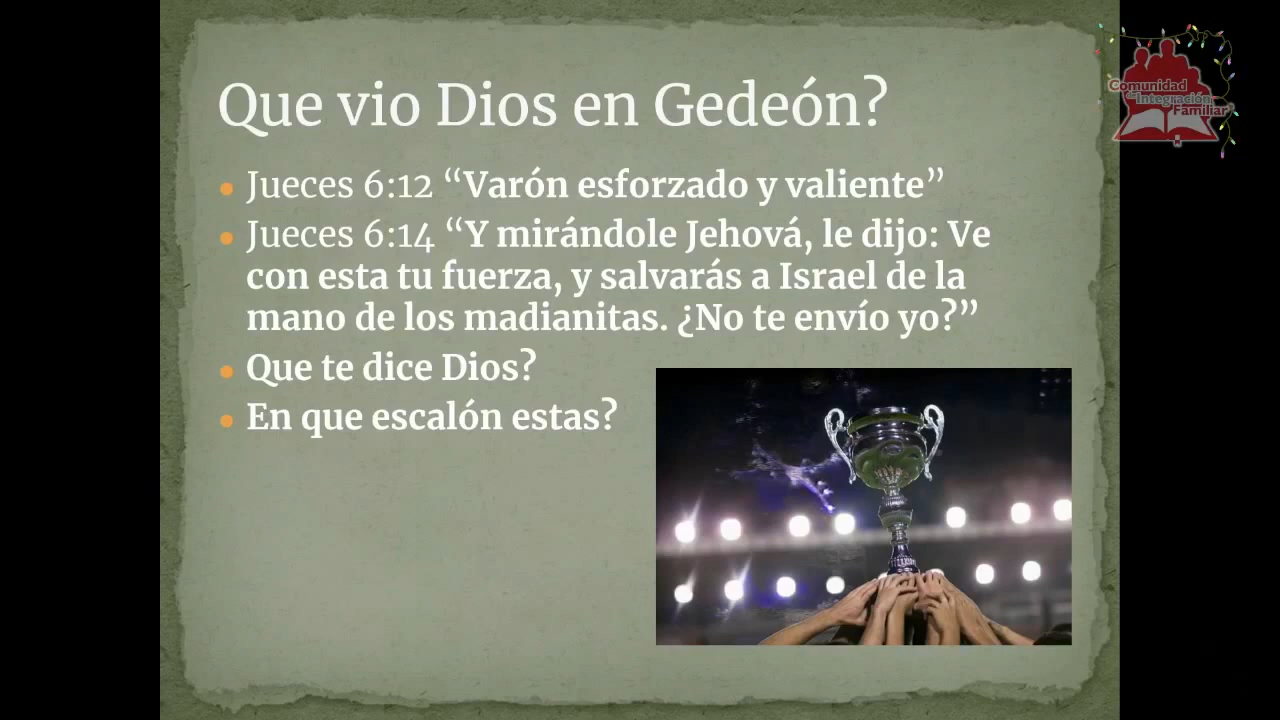 Que vio Dios en Gedeón?
Jueces 6:12 “Varón esforzado y valiente”
Jueces 6:14 “Y mirándole Jehová, le dijo: Ve
con esta tu fuerza, y salvarás a Israel de la
mano de los madianitas. ¿No te envío yo?”
Que te dice Dios?
En que escalón estas?
Comunidad
de Integración
Familiar